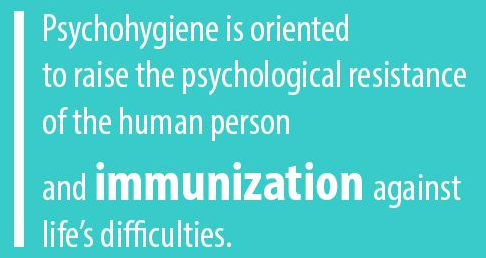 Psychohygiene is oriented
to raise the psychological resistance
of the human person
and immunization against
life’s difficulties.